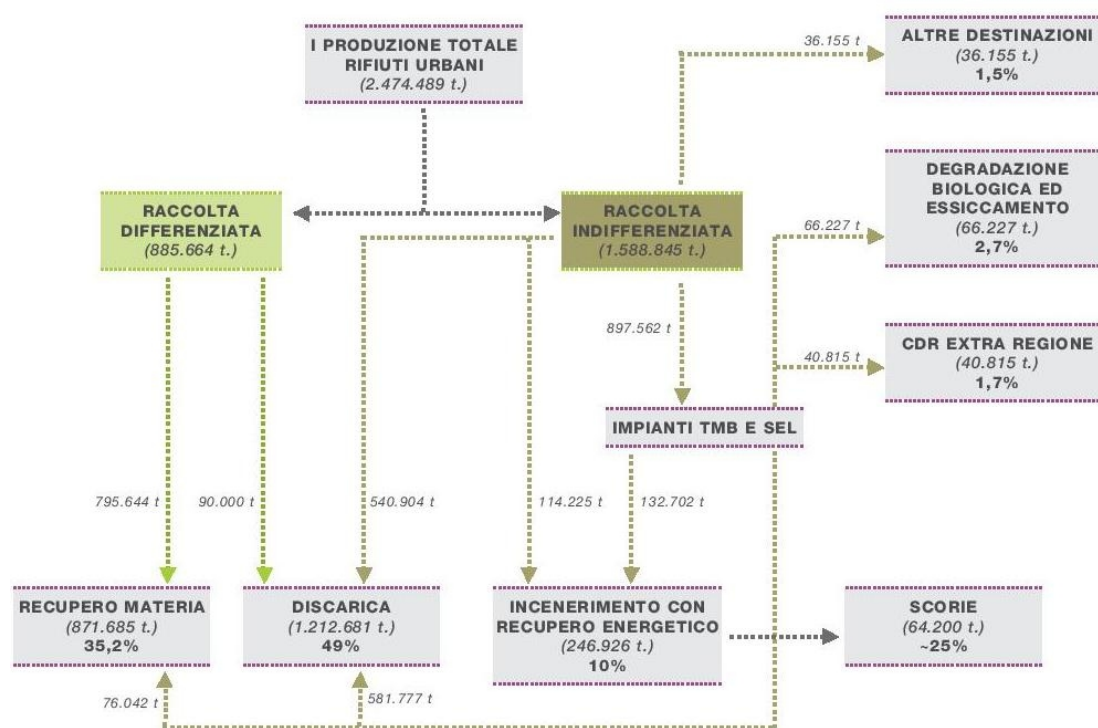 I PRODUZIONE TOTALE
RIFIUTI URBANI
(2.474.489 t.)
36.155 t
ALTRE DESTINAZIONI
(36.155 t.)
1,5%
RACCOLTA
DIFFERENZIATA
(885.664 t.)
RACCOLTA
INDIFFERENZIATA
(1.588.845 t.)
66.227 t
DEGRADAZIONE
BIOLOGICA ED
ESSICCAMENTO
(66.227 t.)
2,7%
897.562 t
40.815 t
CDR EXTRA REGIONE
(40.815 t.)
1,7%
IMPIANTI TMB E SEL
795.644 t
90.000 t
540.904 t
114.225 t
132.702 t
RECUPERO MATERIA
(871.685 t.)
35,2%
DISCARICA
(1.212.681 t.)
49%
INCENERIMENTO CON
RECUPERO ENERGETICO
(246.926 t.)
10%
SCORIE
(64.200 t.)
~25%
76.042 t
581.777 t